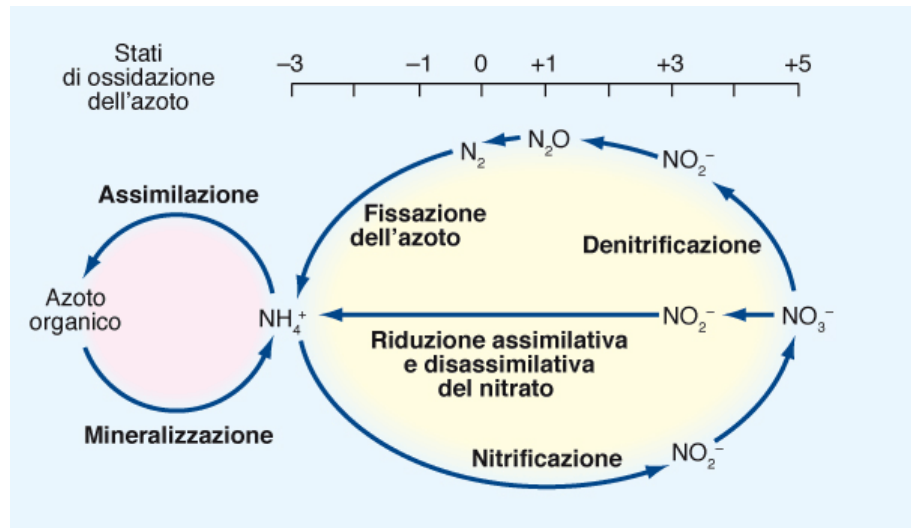 Stati
di ossidazione
dell'azoto
–3 –1 0 +1 +3 +5
N₂ N₂O NO₂⁻
Assimilazione
Fissazione
dell'azoto
Denitrificazione
Azoto
organico
NH₄⁺ NO₂⁻ NO₃⁻
Riduzione assimilativa
e disassimilativa
del nitrato
Mineralizzazione
Nitrificazione NO₂⁻